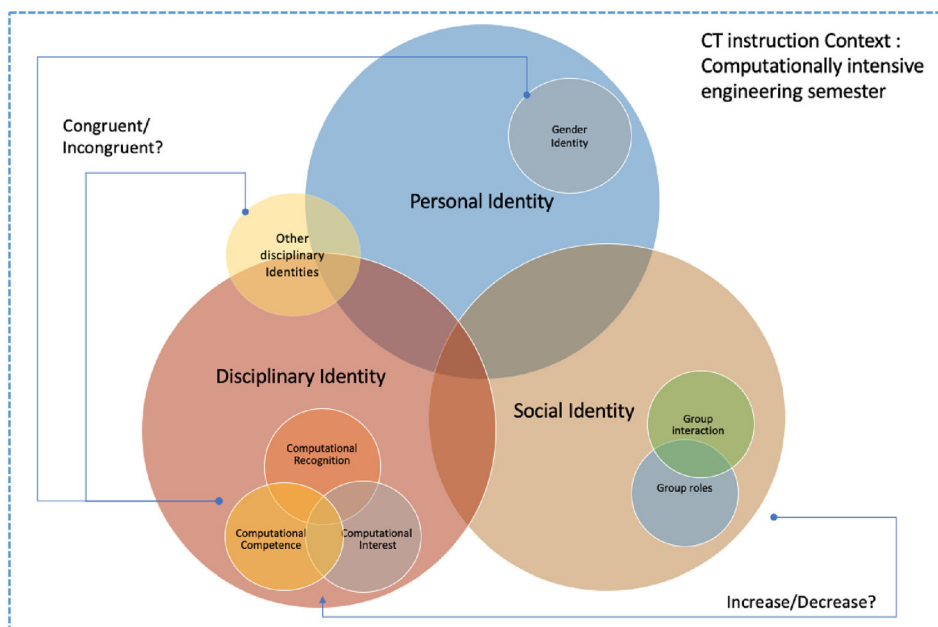 CT instruction Context :
Computationally intensive
engineering semester
Congruent/
Incongruent?
Gender
Identity
Personal Identity
Other
disciplinary
Identities
Disciplinary Identity
Social Identity
Group
interaction
Group roles
Computational
Recognition
Computational
Competence
Computational
Interest
Increase/Decrease?